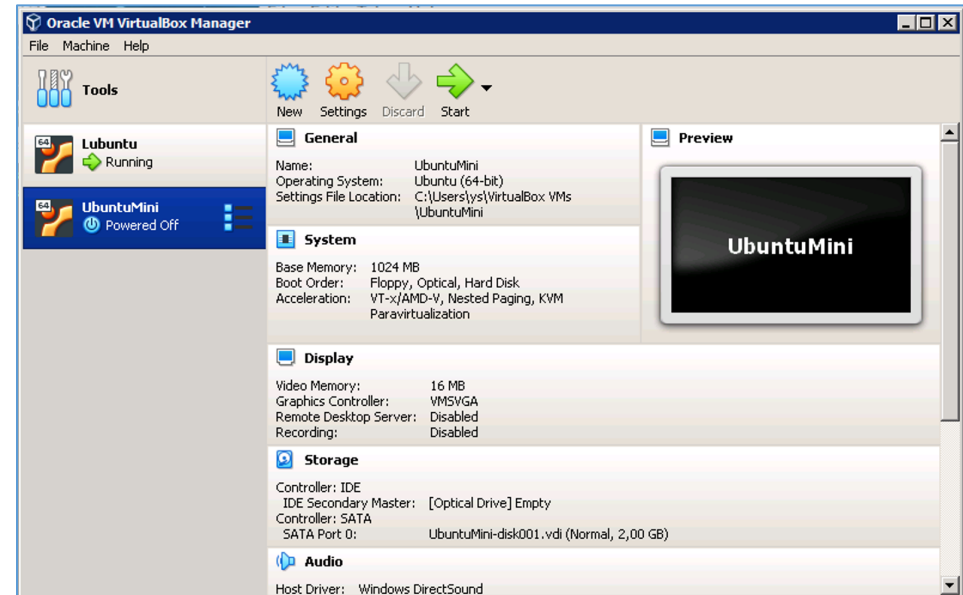 Oracle VM VirtualBox Manager
File Machine Help
Tools
New Settings Discard Start
64
Lubuntu
Running
64
UbuntuMini
Powered Off
General
Name: UbuntuMini
Operating System: Ubuntu (64-bit)
Settings File Location: C:\Users\ys\VirtualBox VMs
\UbuntuMini
Preview
UbuntuMini
System
Base Memory: 1024 MB
Boot Order: Floppy, Optical, Hard Disk
Acceleration: VT-x/AMD-V, Nested Paging, KVM
Paravirtualization
Display
Video Memory: 16 MB
Graphics Controller: VMSVGA
Remote Desktop Server: Disabled
Recording: Disabled
Storage
Controller: IDE
IDE Secondary Master: [Optical Drive] Empty
Controller: SATA
SATA Port 0: UbuntuMini-disk001.vdi (Normal, 2,00 GB)
Audio
Host Driver: Windows DirectSound